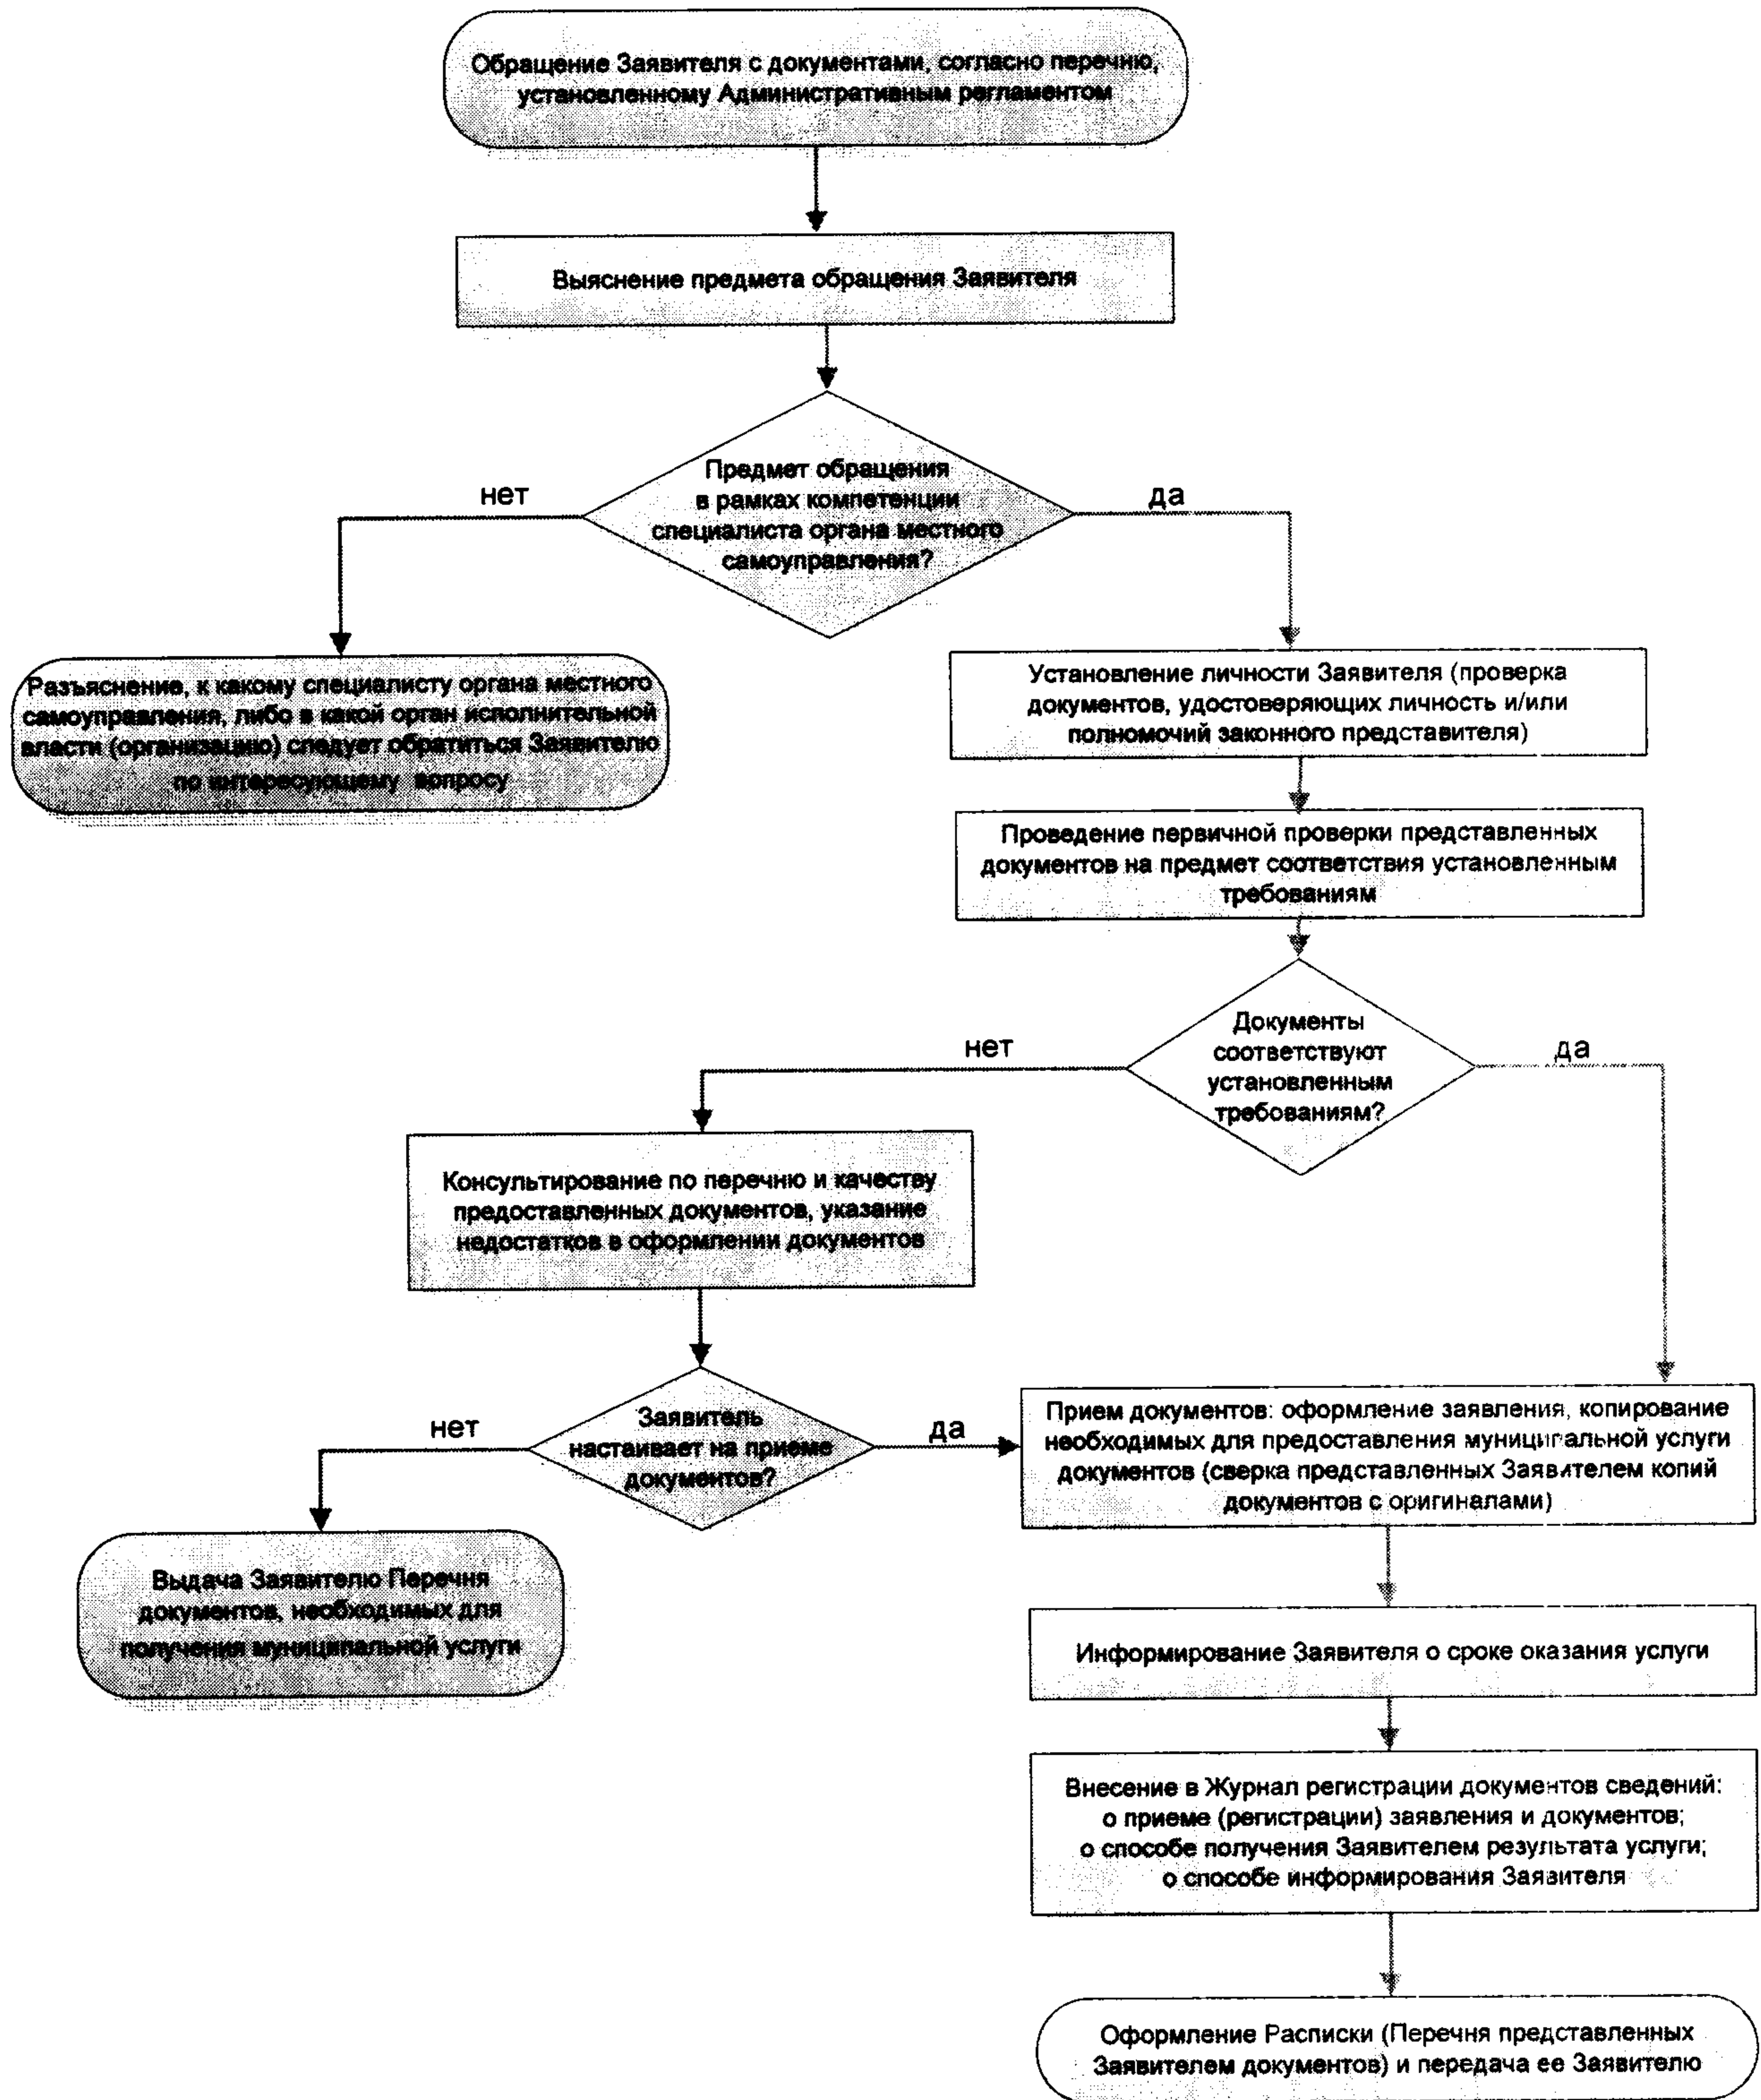 Обращение Заявителя с документами, согласно перечню,
установленному Административным регламентом
Выяснение предмета обращения Заявителя
Предмет обращения
в рамках компетенции
специалиста органа местного
самоуправления?
нет
да
Разъяснение, к какому специалисту органа местного
самоуправления, либо в какой орган исполнительной
власти (организацию) следует обратиться Заявителю
по интересующему вопросу
Установление личности Заявителя (проверка
документов, удостоверяющих личность и/или
полномочий законного представителя)
Проведение первичной проверки представленных
документов на предмет соответствия установленным
требованиям
Документы
соответствуют
установленным
требованиям?
нет
да
Консультирование по перечню и качеству
предоставленных документов, указание
недостатков в оформлении документов
Заявитель
настаивает на приеме
документов?
нет
да
Прием документов: оформление заявления, копирование
необходимых для предоставления муниципальной услуги
документов (сверка представленных Заявителем копий
документов с оригиналами)
Выдача Заявителю Перечня
документов, необходимых для
получения муниципальной услуги
Информирование Заявителя о сроке оказания услуги
Внесение в Журнал регистрации документов сведений:
о приеме (регистрации) заявления и документов;
о способе получения Заявителем результата услуги;
о способе информирования Заявителя
Оформление Расписки (Перечня представленных
Заявителем документов) и передача ее Заявителю